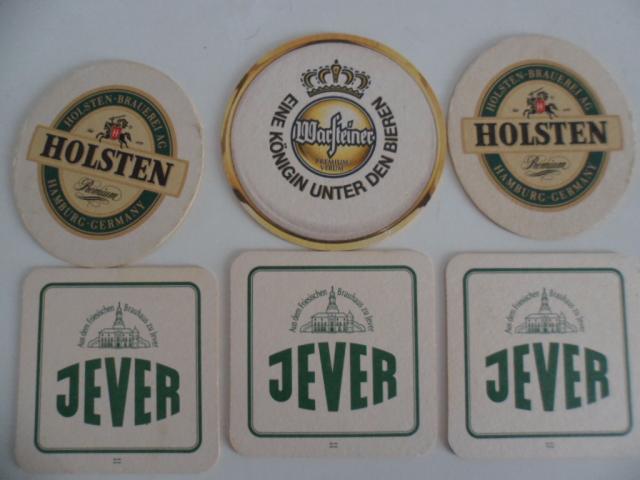 HOLSTEN-BRAUEREI AG
HOLSTEN
Premium
HAMBURG-GERMANY
EINE KÖNIGIN UNTER DEN BIEREN
Warsteiner
PREMIUM
VERUM
HOLSTEN-BRAUEREI AG
HOLSTEN
Premium
HAMBURG-GERMANY
Aus dem Friesischen Brauhaus zu Jever
JEVER
Aus dem Friesischen Brauhaus zu Jever
JEVER
Aus dem Friesischen Brauhaus zu Jever
JEVER